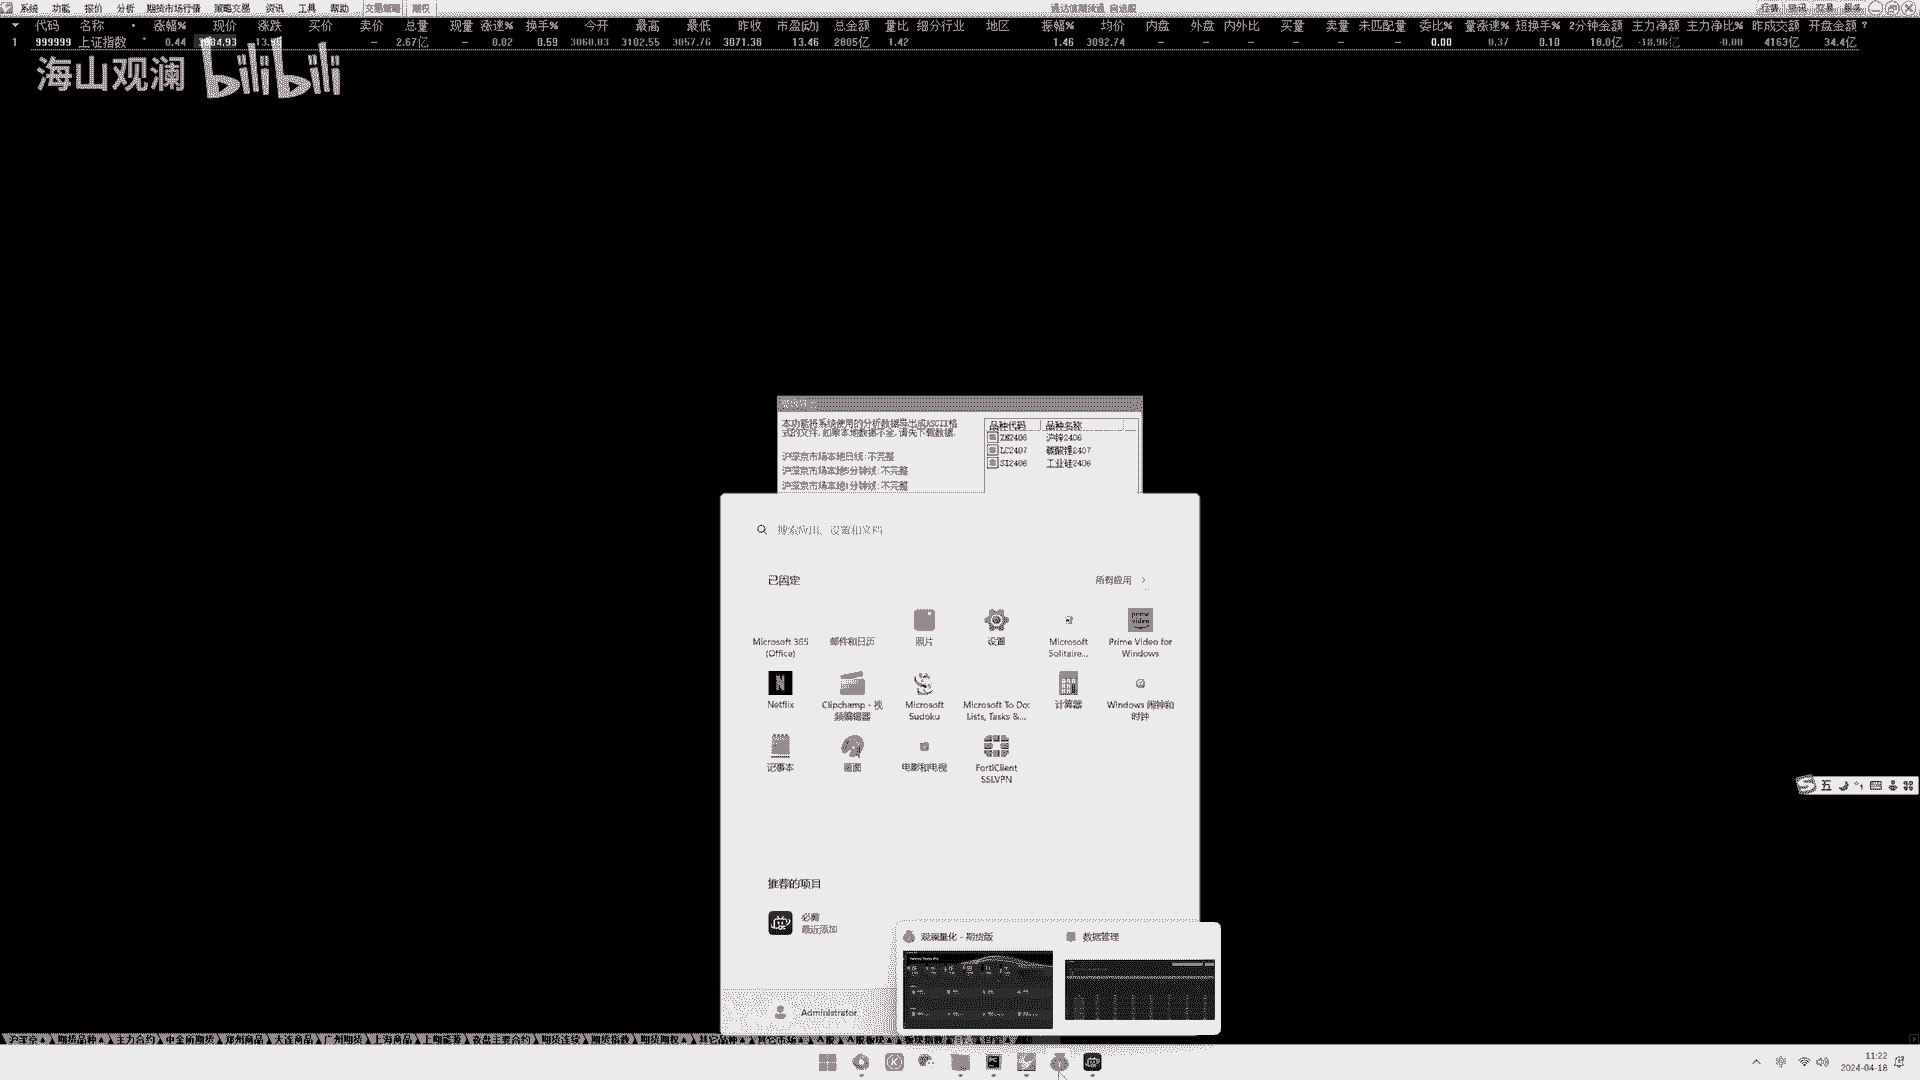 系统 功能 报价 分析 期货市场行情 策略交易 资讯 工具 帮助 交易策略 期权 通达信期货通 自选股 行情 资讯 交易 服务
代码 名称 涨幅% 现价 涨跌 买价 卖价 总量 现量 涨速% 换手% 今开 最高 最低 昨收 市盈(动) 总金额 量比 细分行业 地区 振幅% 均价 内盘 外盘 内外比 买量 卖量 未匹配量 委比% 量涨速% 短换手% 2分钟金额 主力净额 主力净比% 昨成交额 开盘金额
1 999999 上证指数 0.44 3084.93 – 2.67亿 – 0.02 0.59 3060.03 3102.55 3057.76 3071.38 13.46 2805亿 1.42 1.46 3092.74 – – – – – – 0.00 0.37 0.10 18.0亿 -18.96亿 -0.00 4163亿 34.4亿
海山观澜 bilibili
本功能将系统使用的分析数据导出成ASCII格
式的文件, 如果本地数据不全, 请先下载数据.
沪深京市场本地日线: 不完整
沪深京市场本地5分钟线: 不完整
沪深京市场本地1分钟线: 不完整
品种代码 品种名称
ZN2406 沪锌2406
LC2407 碳酸锂2407
SI2406 工业硅2406
搜索应用、设置和文档
已固定 所有应用
Microsoft 365 (Office) 邮件和日历 照片 设置 Microsoft Solitaire... Prime Video for Windows
Netflix Clipchamp - 视频编辑器 Microsoft Sudoku Microsoft To Do: Lists, Tasks &... 计算器 Windows 闹钟和时钟
记事本 画图 电影和电视 FortiClient SSLVPN
推荐的项目
必剪
最近添加
观澜量化 - 期货版 数据管理
Administrator
沪深京 期货品种 主力合约 中金所期货 郑州商品 大连商品 广州期货 上海商品 上期能源 夜盘主要合约 期货连续 期货指数 期货期权 其它品种
五
11:22
2024-04-18